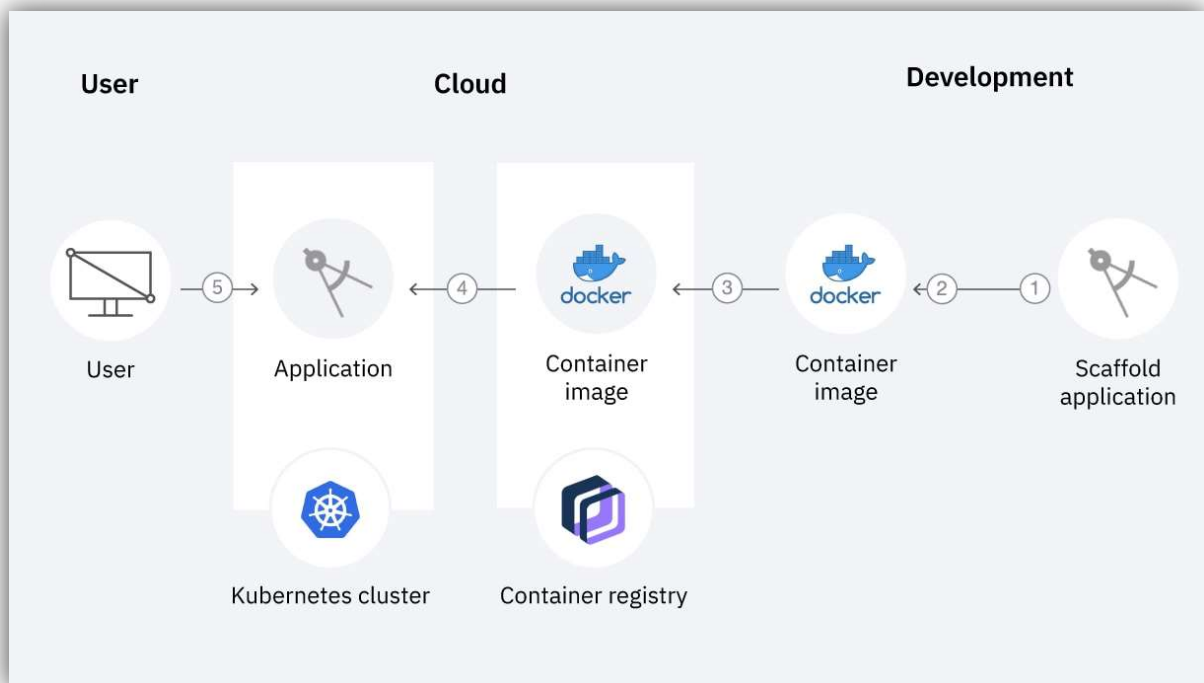 User
Cloud
Development
5
4
3
2
1
docker
docker
User
Application
Container
image
Container
image
Scaffold
application
Kubernetes cluster
Container registry